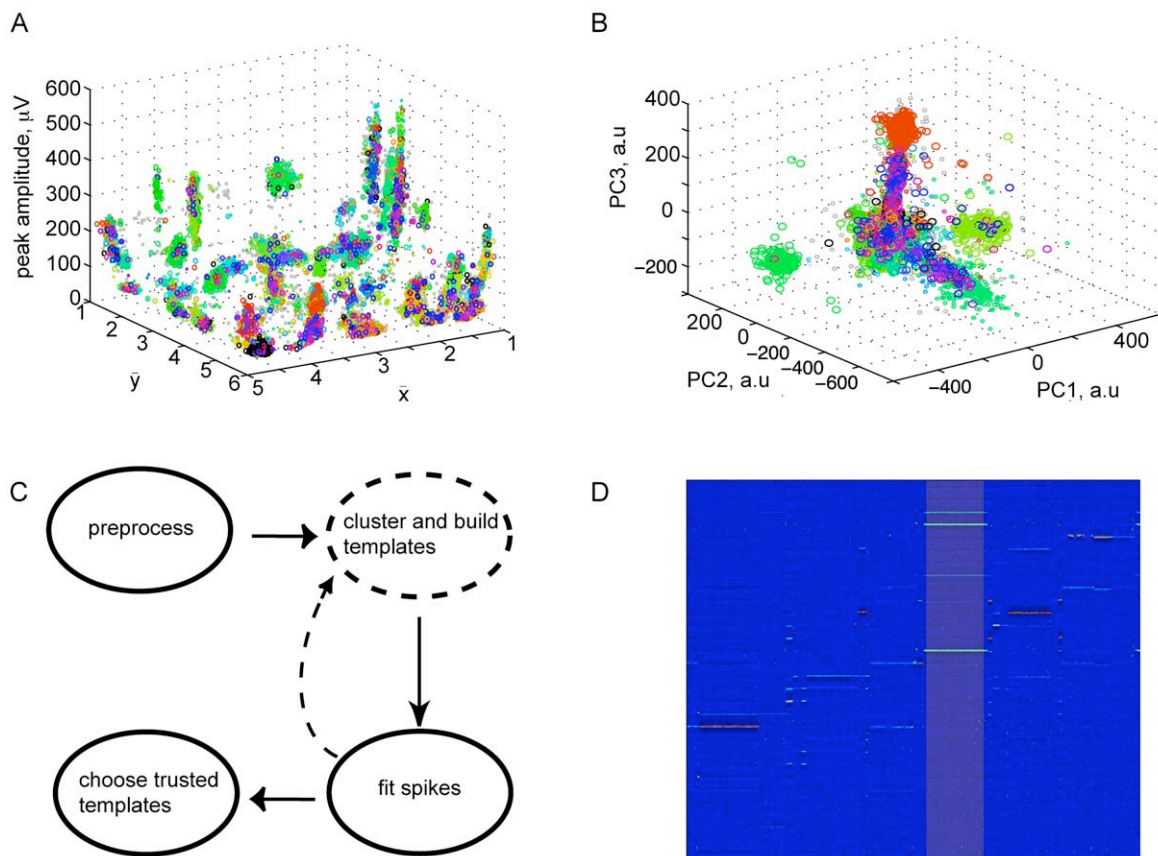 A
peak amplitude, μV
600
500
400
300
200
100
0
1
2
3
4
5
6
ȳ
5
4
3
2
1
x̄
B
PC3, a.u
400
200
0
−200
200
0
−200
−400
−600
PC2, a.u
−400
0
400
PC1, a.u
C
preprocess
cluster and build
templates
choose trusted
templates
fit spikes
D